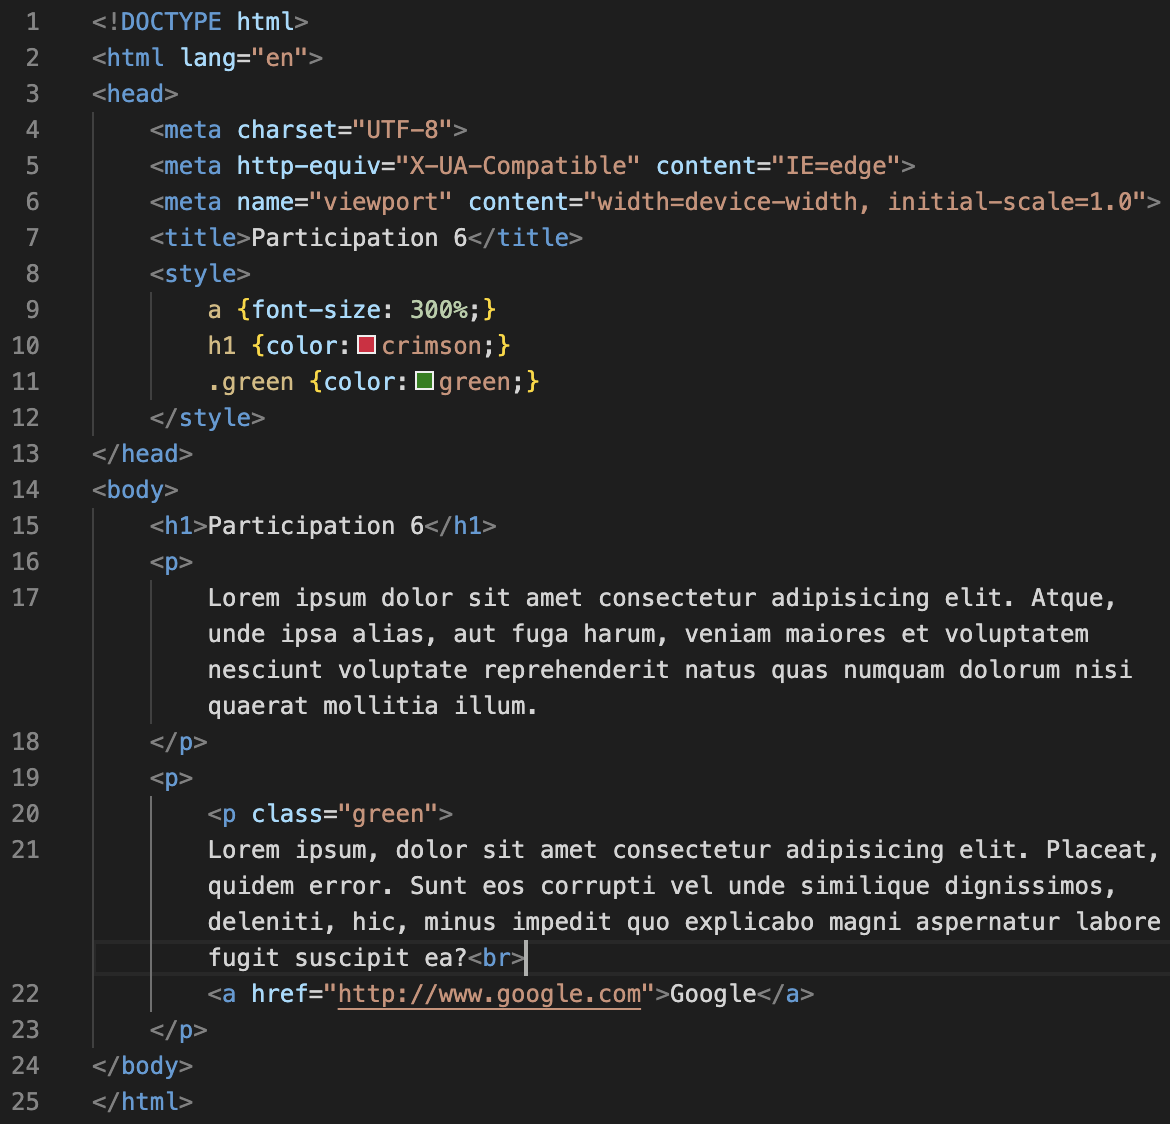 1 <!DOCTYPE html>
2 <html lang="en">
3 <head>
4     <meta charset="UTF-8">
5     <meta http-equiv="X-UA-Compatible" content="IE=edge">
6     <meta name="viewport" content="width=device-width, initial-scale=1.0">
7     <title>Participation 6</title>
8     <style>
9         a {font-size: 300%;}
10         h1 {color: crimson;}
11         .green {color: green;}
12     </style>
13 </head>
14 <body>
15     <h1>Participation 6</h1>
16     <p>
17         Lorem ipsum dolor sit amet consectetur adipisicing elit. Atque,
        unde ipsa alias, aut fuga harum, veniam maiores et voluptatem
        nesciunt voluptate reprehenderit natus quas numquam dolorum nisi
        quaerat mollitia illum.
18     </p>
19     <p>
20         <p class="green">
21         Lorem ipsum, dolor sit amet consectetur adipisicing elit. Placeat,
        quidem error. Sunt eos corrupti vel unde similique dignissimos,
        deleniti, hic, minus impedit quo explicabo magni aspernatur labore
        fugit suscipit ea?<br>
22         <a href="http://www.google.com">Google</a>
23     </p>
24 </body>
25 </html>